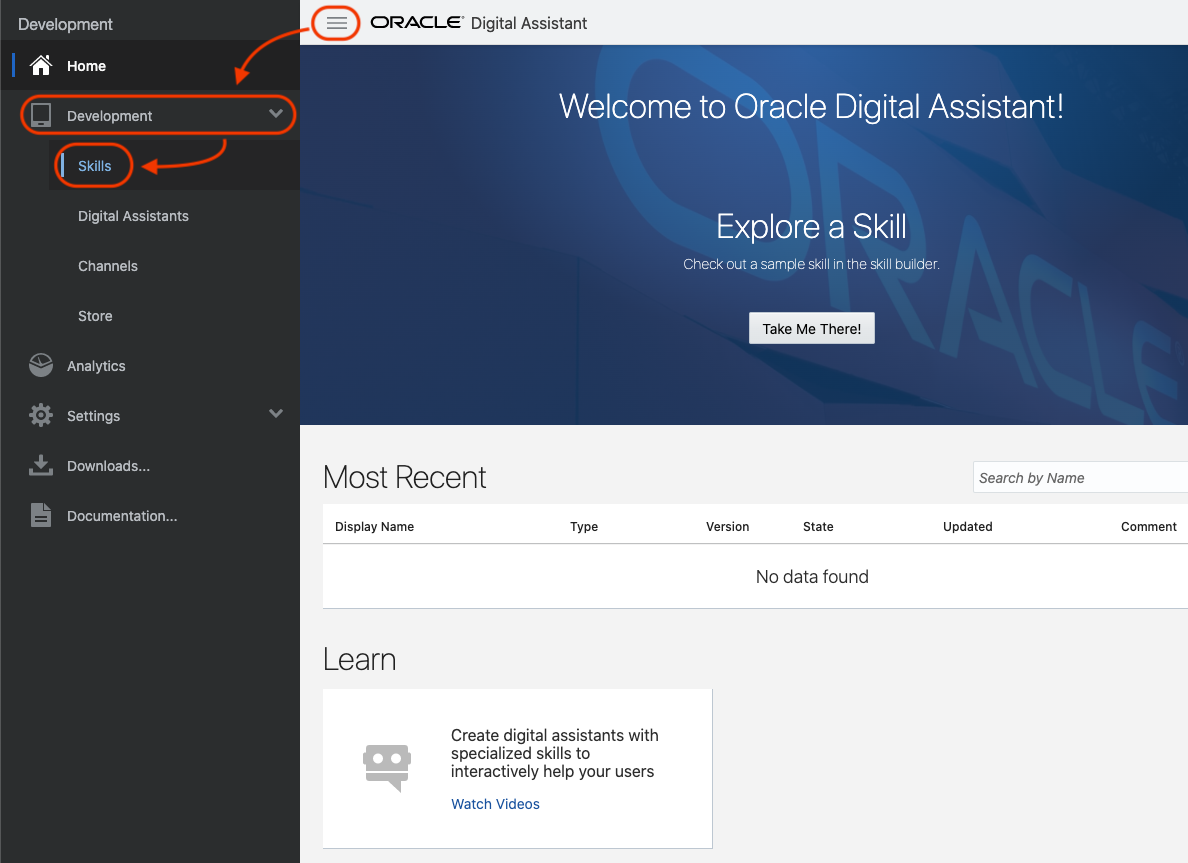 Development
Home
Development
Skills
Digital Assistants
Channels
Store
Analytics
Settings
Downloads...
Documentation...
ORACLE® Digital Assistant
Welcome to Oracle Digital Assistant!
Explore a Skill
Check out a sample skill in the skill builder.
Take Me There!
ORACLE
Most Recent
Search by Name
Display Name Type Version State Updated Comment
No data found
Learn
Create digital assistants with
specialized skills to
interactively help your users
Watch Videos